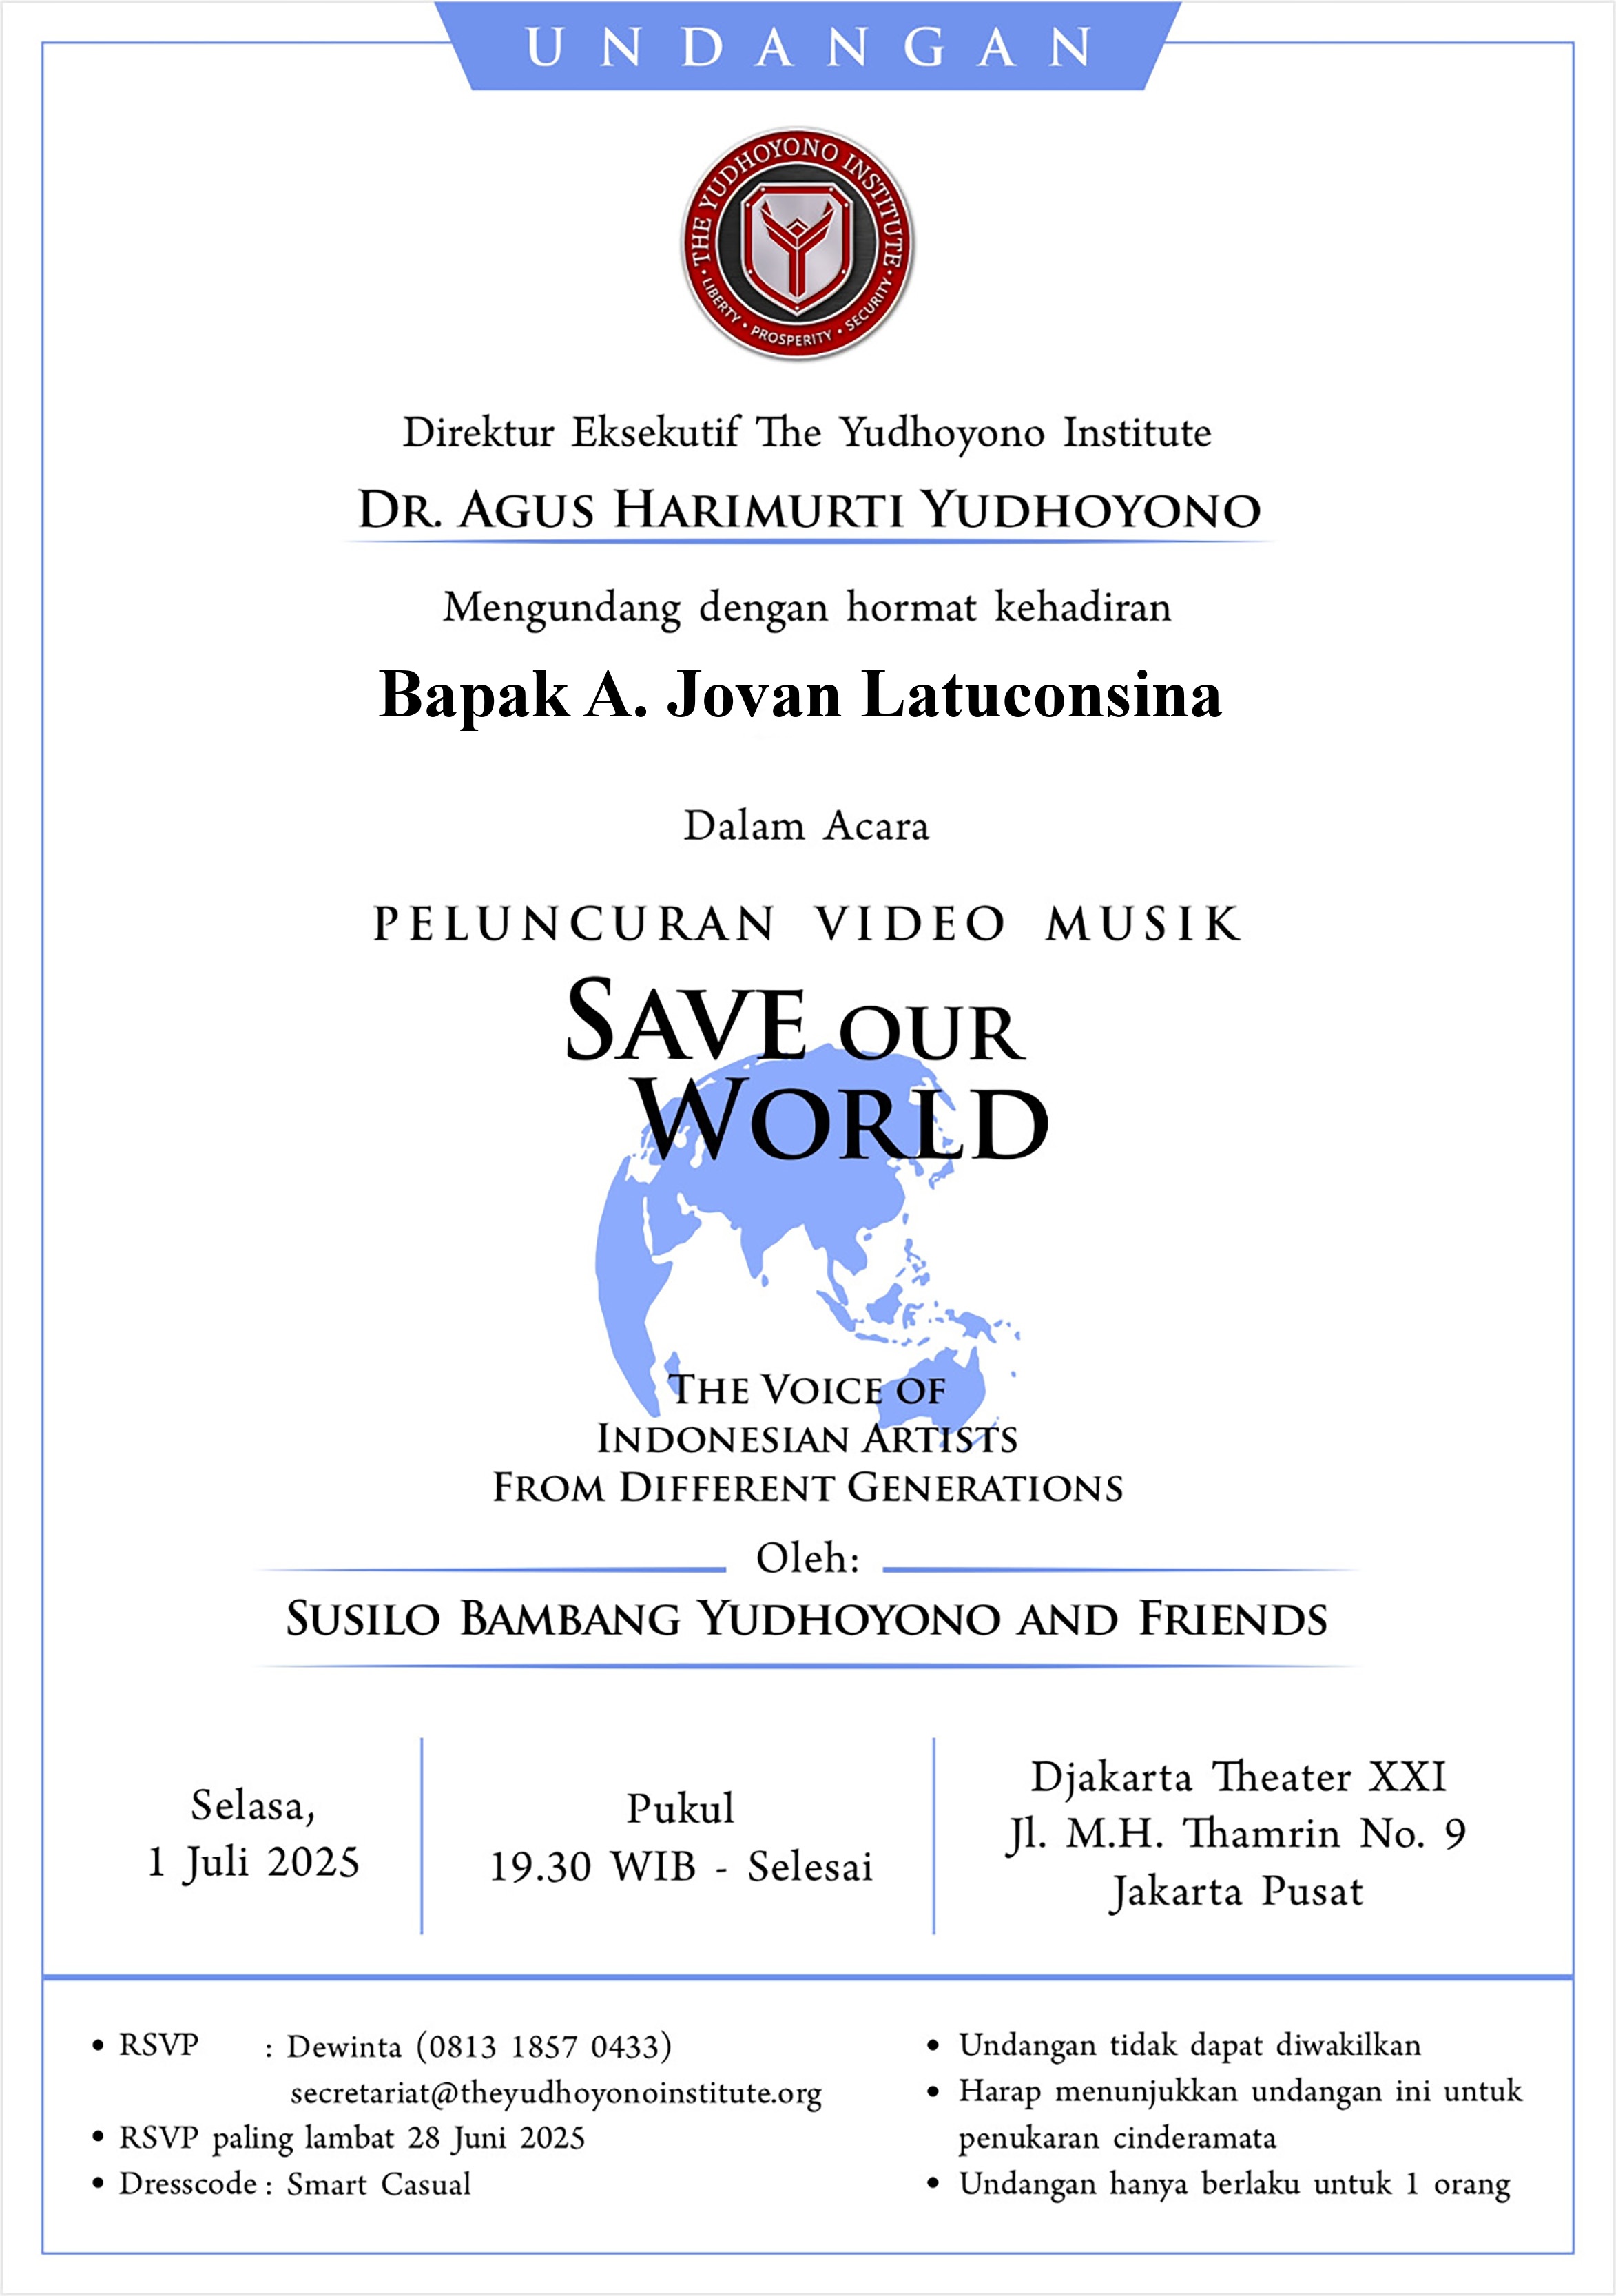 UNDANGAN
THE YUDHOYONO INSTITUTE
• LIBERTY • PROSPERITY • SECURITY •
Direktur Eksekutif The Yudhoyono Institute
DR. AGUS HARIMURTI YUDHOYONO
Mengundang dengan hormat kehadiran
Bapak A. Jovan Latuconsina
Dalam Acara
PELUNCURAN VIDEO MUSIK
SAVE OUR
WORLD
THE VOICE OF
INDONESIAN ARTISTS
FROM DIFFERENT GENERATIONS
Oleh:
SUSILO BAMBANG YUDHOYONO AND FRIENDS
Selasa,
1 Juli 2025
Pukul
19.30 WIB - Selesai
Djakarta Theater XXI
Jl. M.H. Thamrin No. 9
Jakarta Pusat
• RSVP : Dewinta (0813 1857 0433)
secretariat@theyudhoyonoinstitute.org
• RSVP paling lambat 28 Juni 2025
• Dresscode : Smart Casual
• Undangan tidak dapat diwakilkan
• Harap menunjukkan undangan ini untuk
penukaran cinderamata
• Undangan hanya berlaku untuk 1 orang